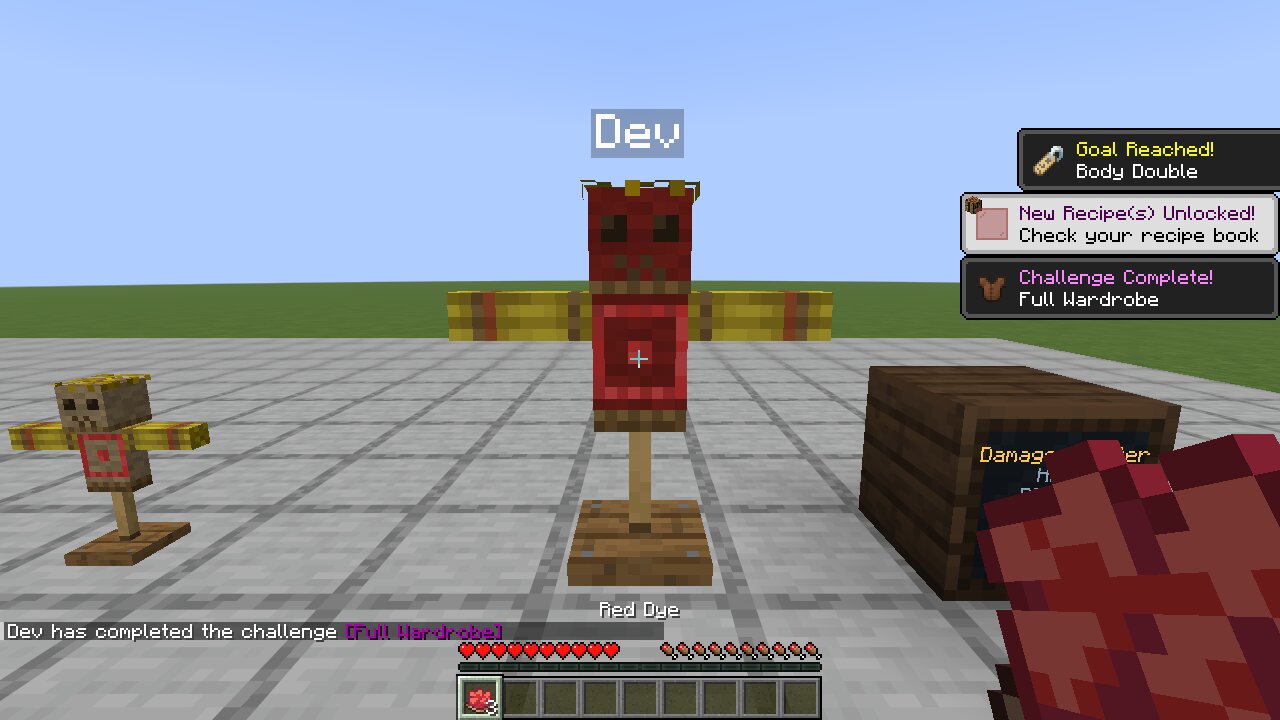 Dev
Goal Reached!
Body Double
New Recipe(s) Unlocked!
Check your recipe book
Challenge Complete!
Full Wardrobe
Red Dye
Dev has completed the challenge [Full Wardrobe]
3